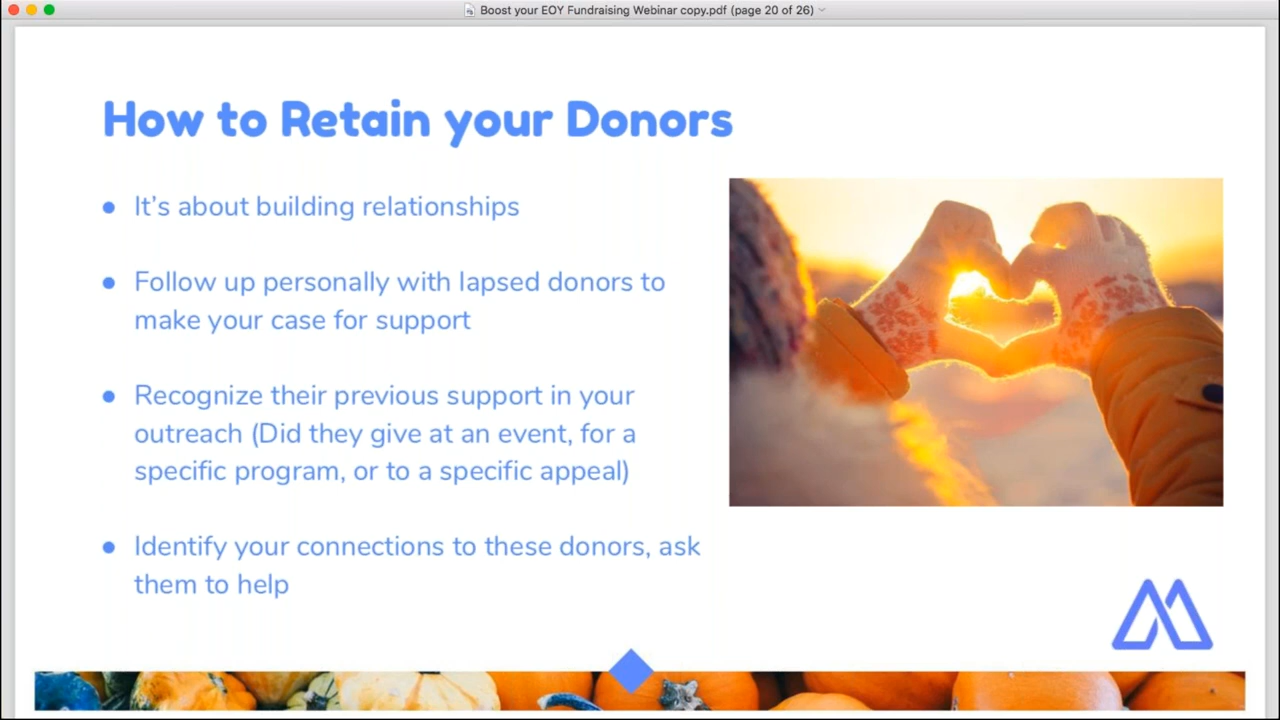 Boost your EOY Fundraising Webinar copy.pdf (page 20 of 26)
How to Retain your Donors
● It’s about building relationships
● Follow up personally with lapsed donors to
make your case for support
● Recognize their previous support in your
outreach (Did they give at an event, for a
specific program, or to a specific appeal)
● Identify your connections to these donors, ask
them to help